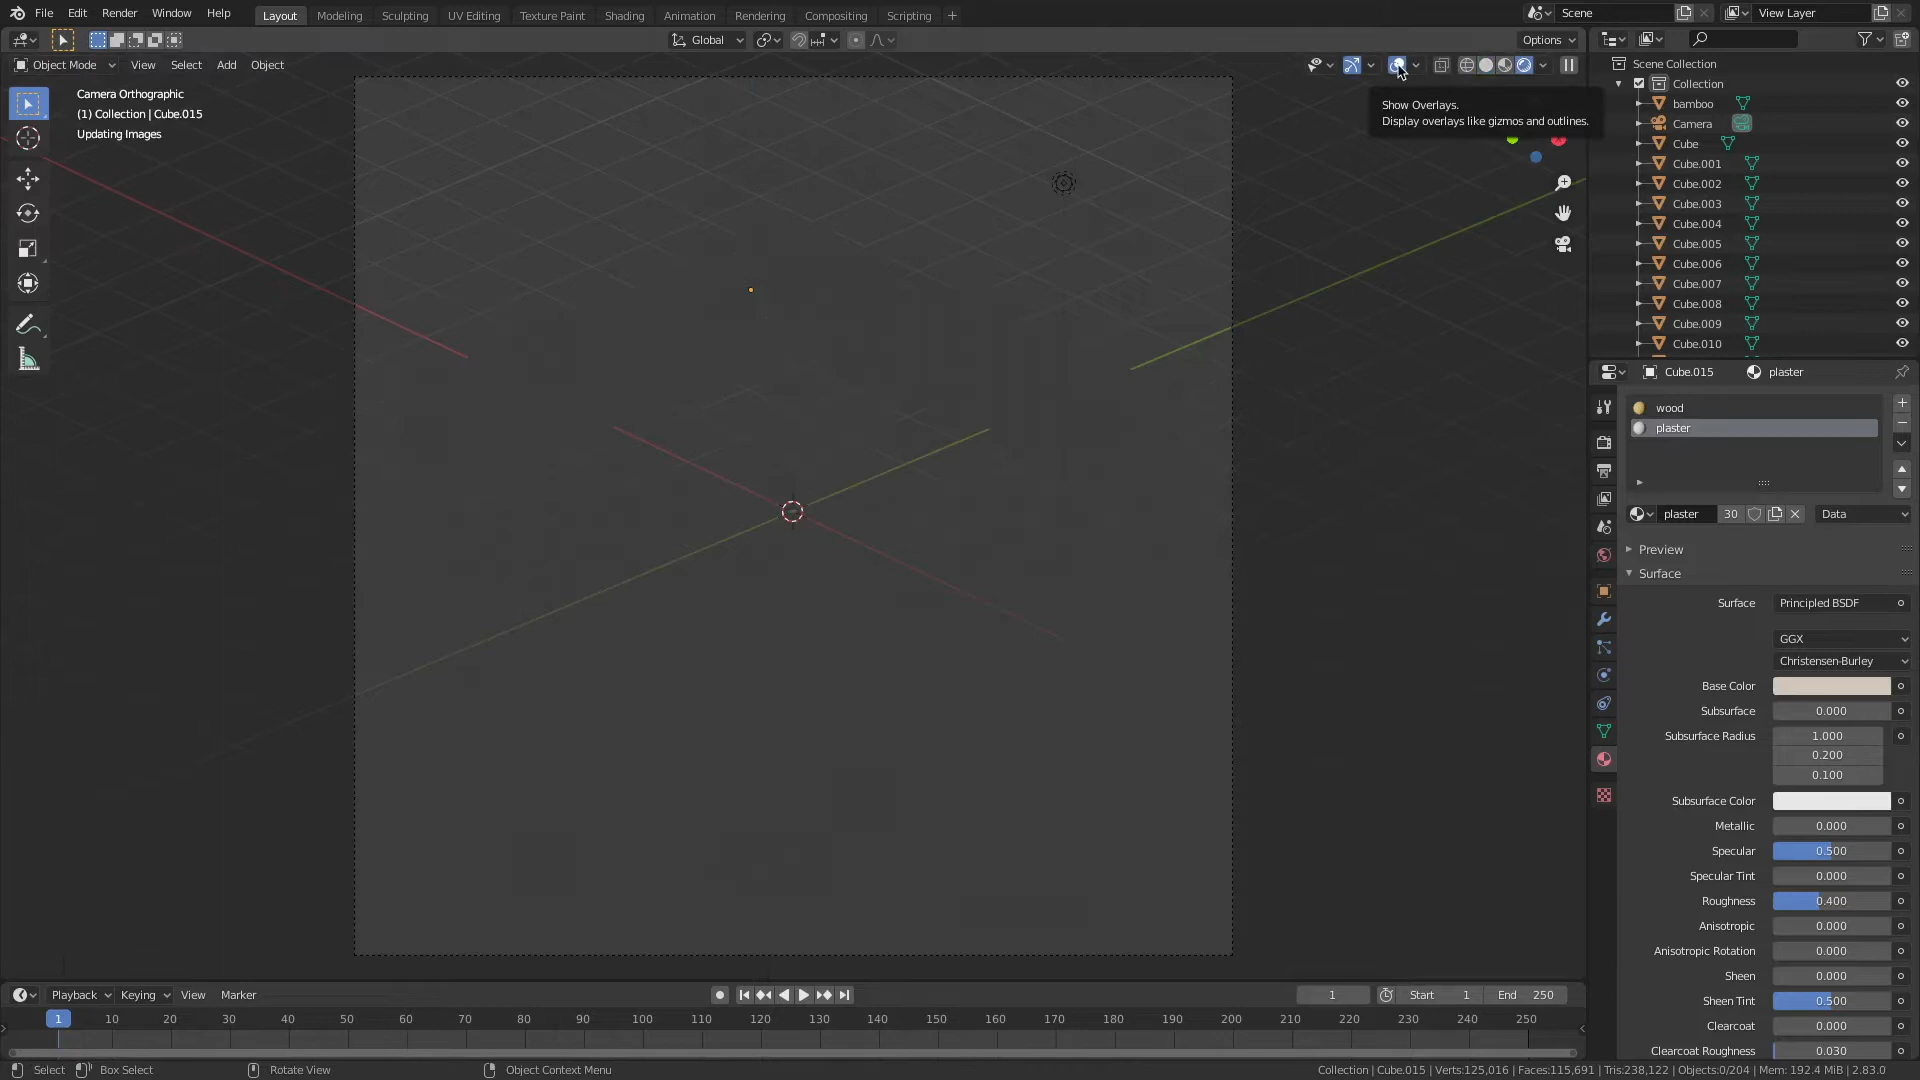 File Edit Render Window Help Layout Modeling Sculpting UV Editing Texture Paint Shading Animation Rendering Compositing Scripting + Scene View Layer
Global Options
Object Mode View Select Add Object
Camera Orthographic
(1) Collection | Cube.015
Updating Images
Show Overlays.
Display overlays like gizmos and outlines.
Scene Collection
Collection
bamboo
Camera
Cube
Cube.001
Cube.002
Cube.003
Cube.004
Cube.005
Cube.006
Cube.007
Cube.008
Cube.009
Cube.010
Cube.015 plaster
wood
plaster
plaster 30 Data
Preview
Surface
Surface Principled BSDF
GGX
Christensen-Burley
Base Color
Subsurface 0.000
Subsurface Radius 1.000
0.200
0.100
Subsurface Color
Metallic 0.000
Specular 0.500
Specular Tint 0.000
Roughness 0.400
Anisotropic 0.000
Anisotropic Rotation 0.000
Sheen 0.000
Sheen Tint 0.500
Clearcoat 0.000
Clearcoat Roughness 0.030
Playback Keying View Marker 1 Start 1 End 250
1 10 20 30 40 50 60 70 80 90 100 110 120 130 140 150 160 170 180 190 200 210 220 230 240 250
Select Box Select Rotate View Object Context Menu Collection | Cube.015 | Verts:125,016 | Faces:115,691 | Tris:238,122 | Objects:0/204 | Mem: 192.4 MiB | 2.83.0